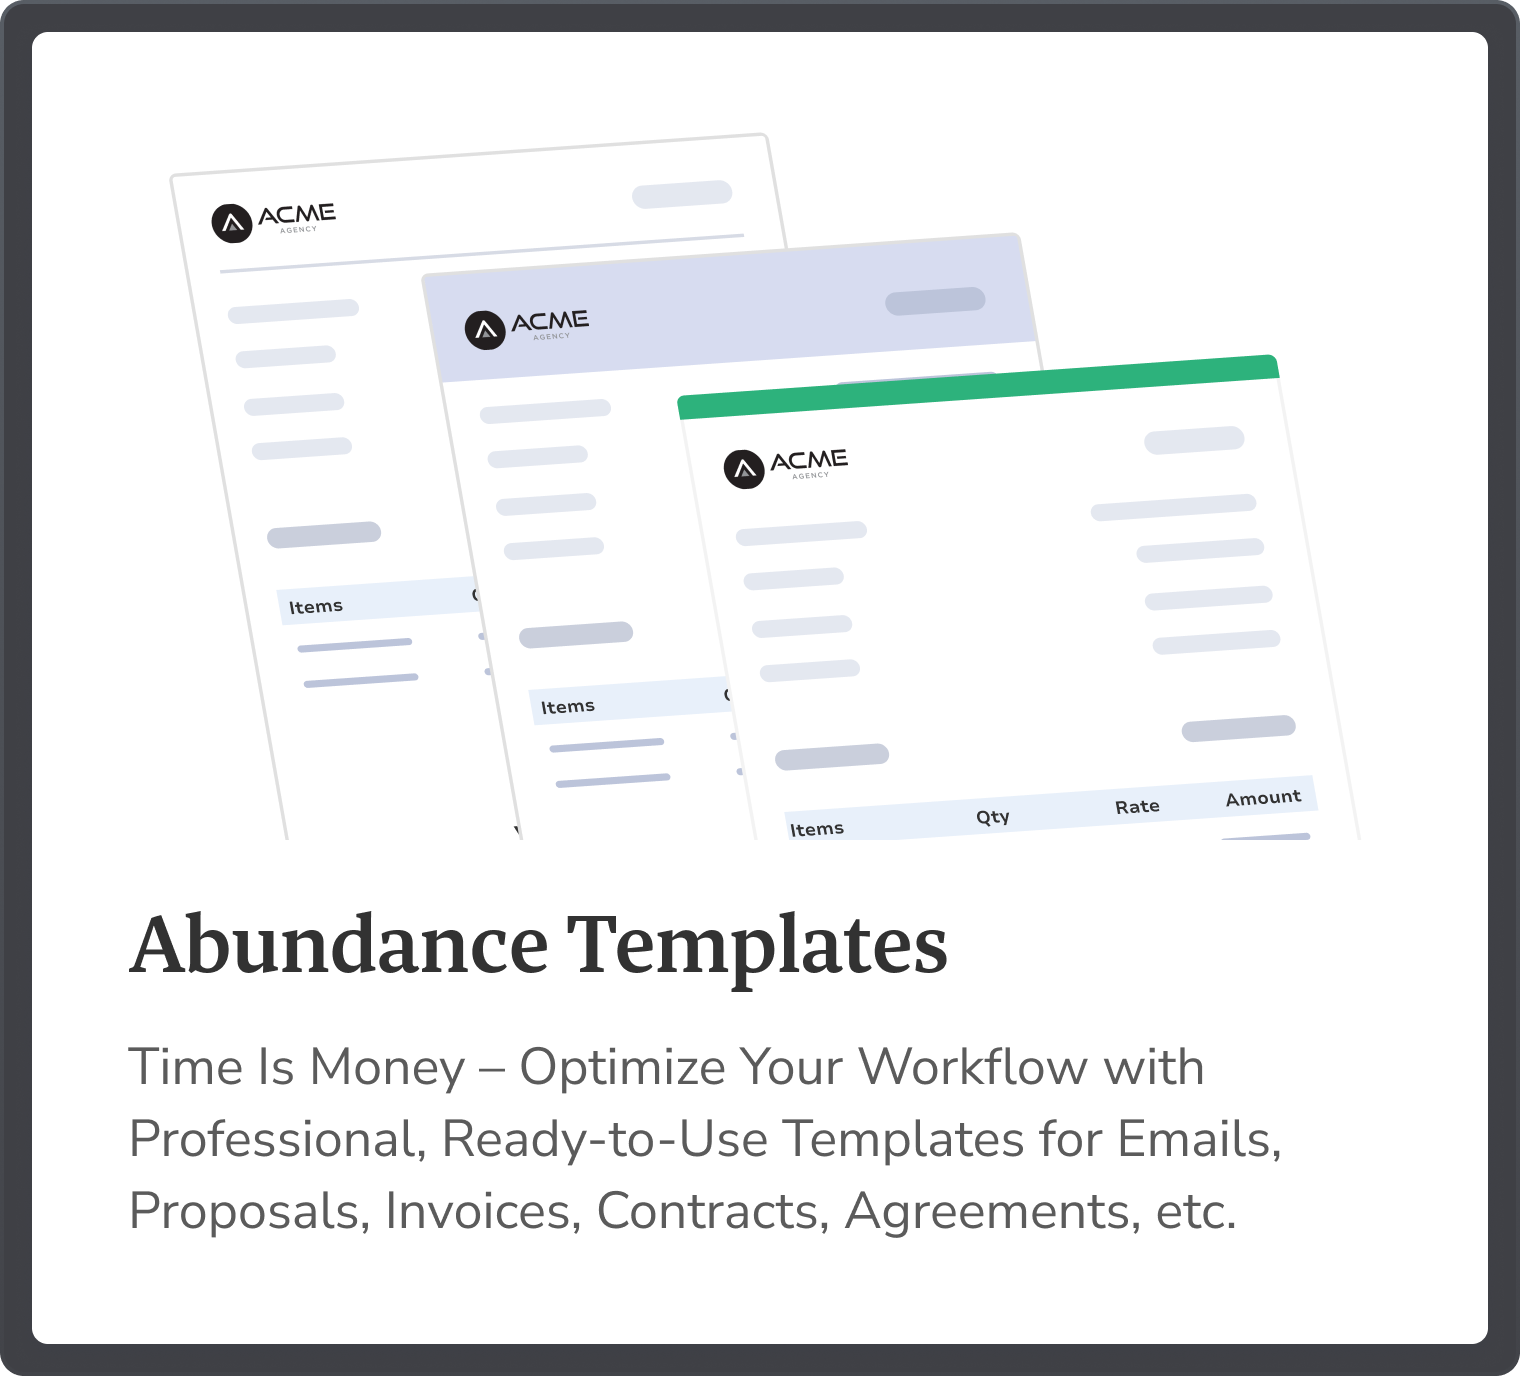 ACME
AGENCY
ACME
AGENCY
ACME
AGENCY
Items
Items
Items Qty Rate Amount
Abundance Templates
Time Is Money – Optimize Your Workflow with
Professional, Ready-to-Use Templates for Emails,
Proposals, Invoices, Contracts, Agreements, etc.